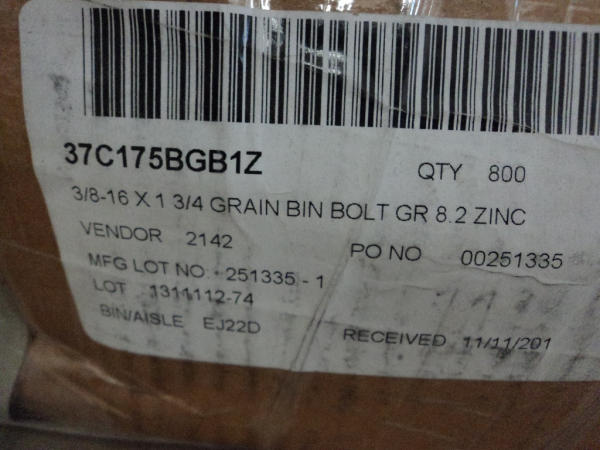 37C175BGB1Z QTY 800
3/8-16 X 1 3/4 GRAIN BIN BOLT GR 8.2 ZINC
VENDOR 2142 PO NO 00251335
MFG LOT NO: 251335 - 1
LOT 1311112-74
BIN/AISLE EJ22D RECEIVED 11/11/201